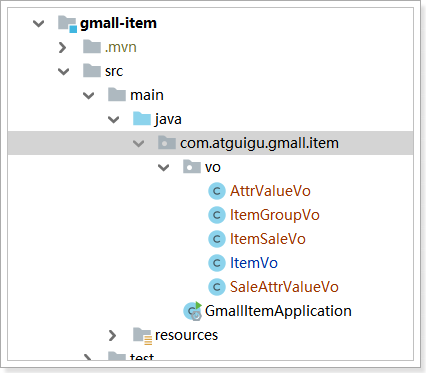 gmall-item
.mvn
src
main
java
com.atguigu.gmall.item
vo
AttrValueVo
ItemGroupVo
ItemSaleVo
ItemVo
SaleAttrValueVo
GmallItemApplication
resources
test